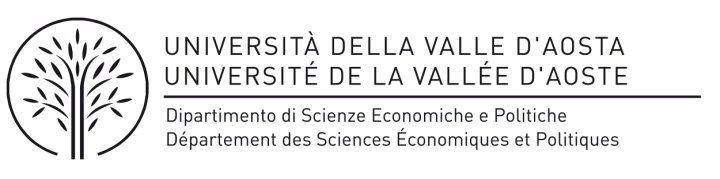 UNIVERSITÀ DELLA VALLE D'AOSTA
UNIVERSITÉ DE LA VALLÉE D'AOSTE
Dipartimento di Scienze Economiche e Politiche
Département des Sciences Économiques et Politiques